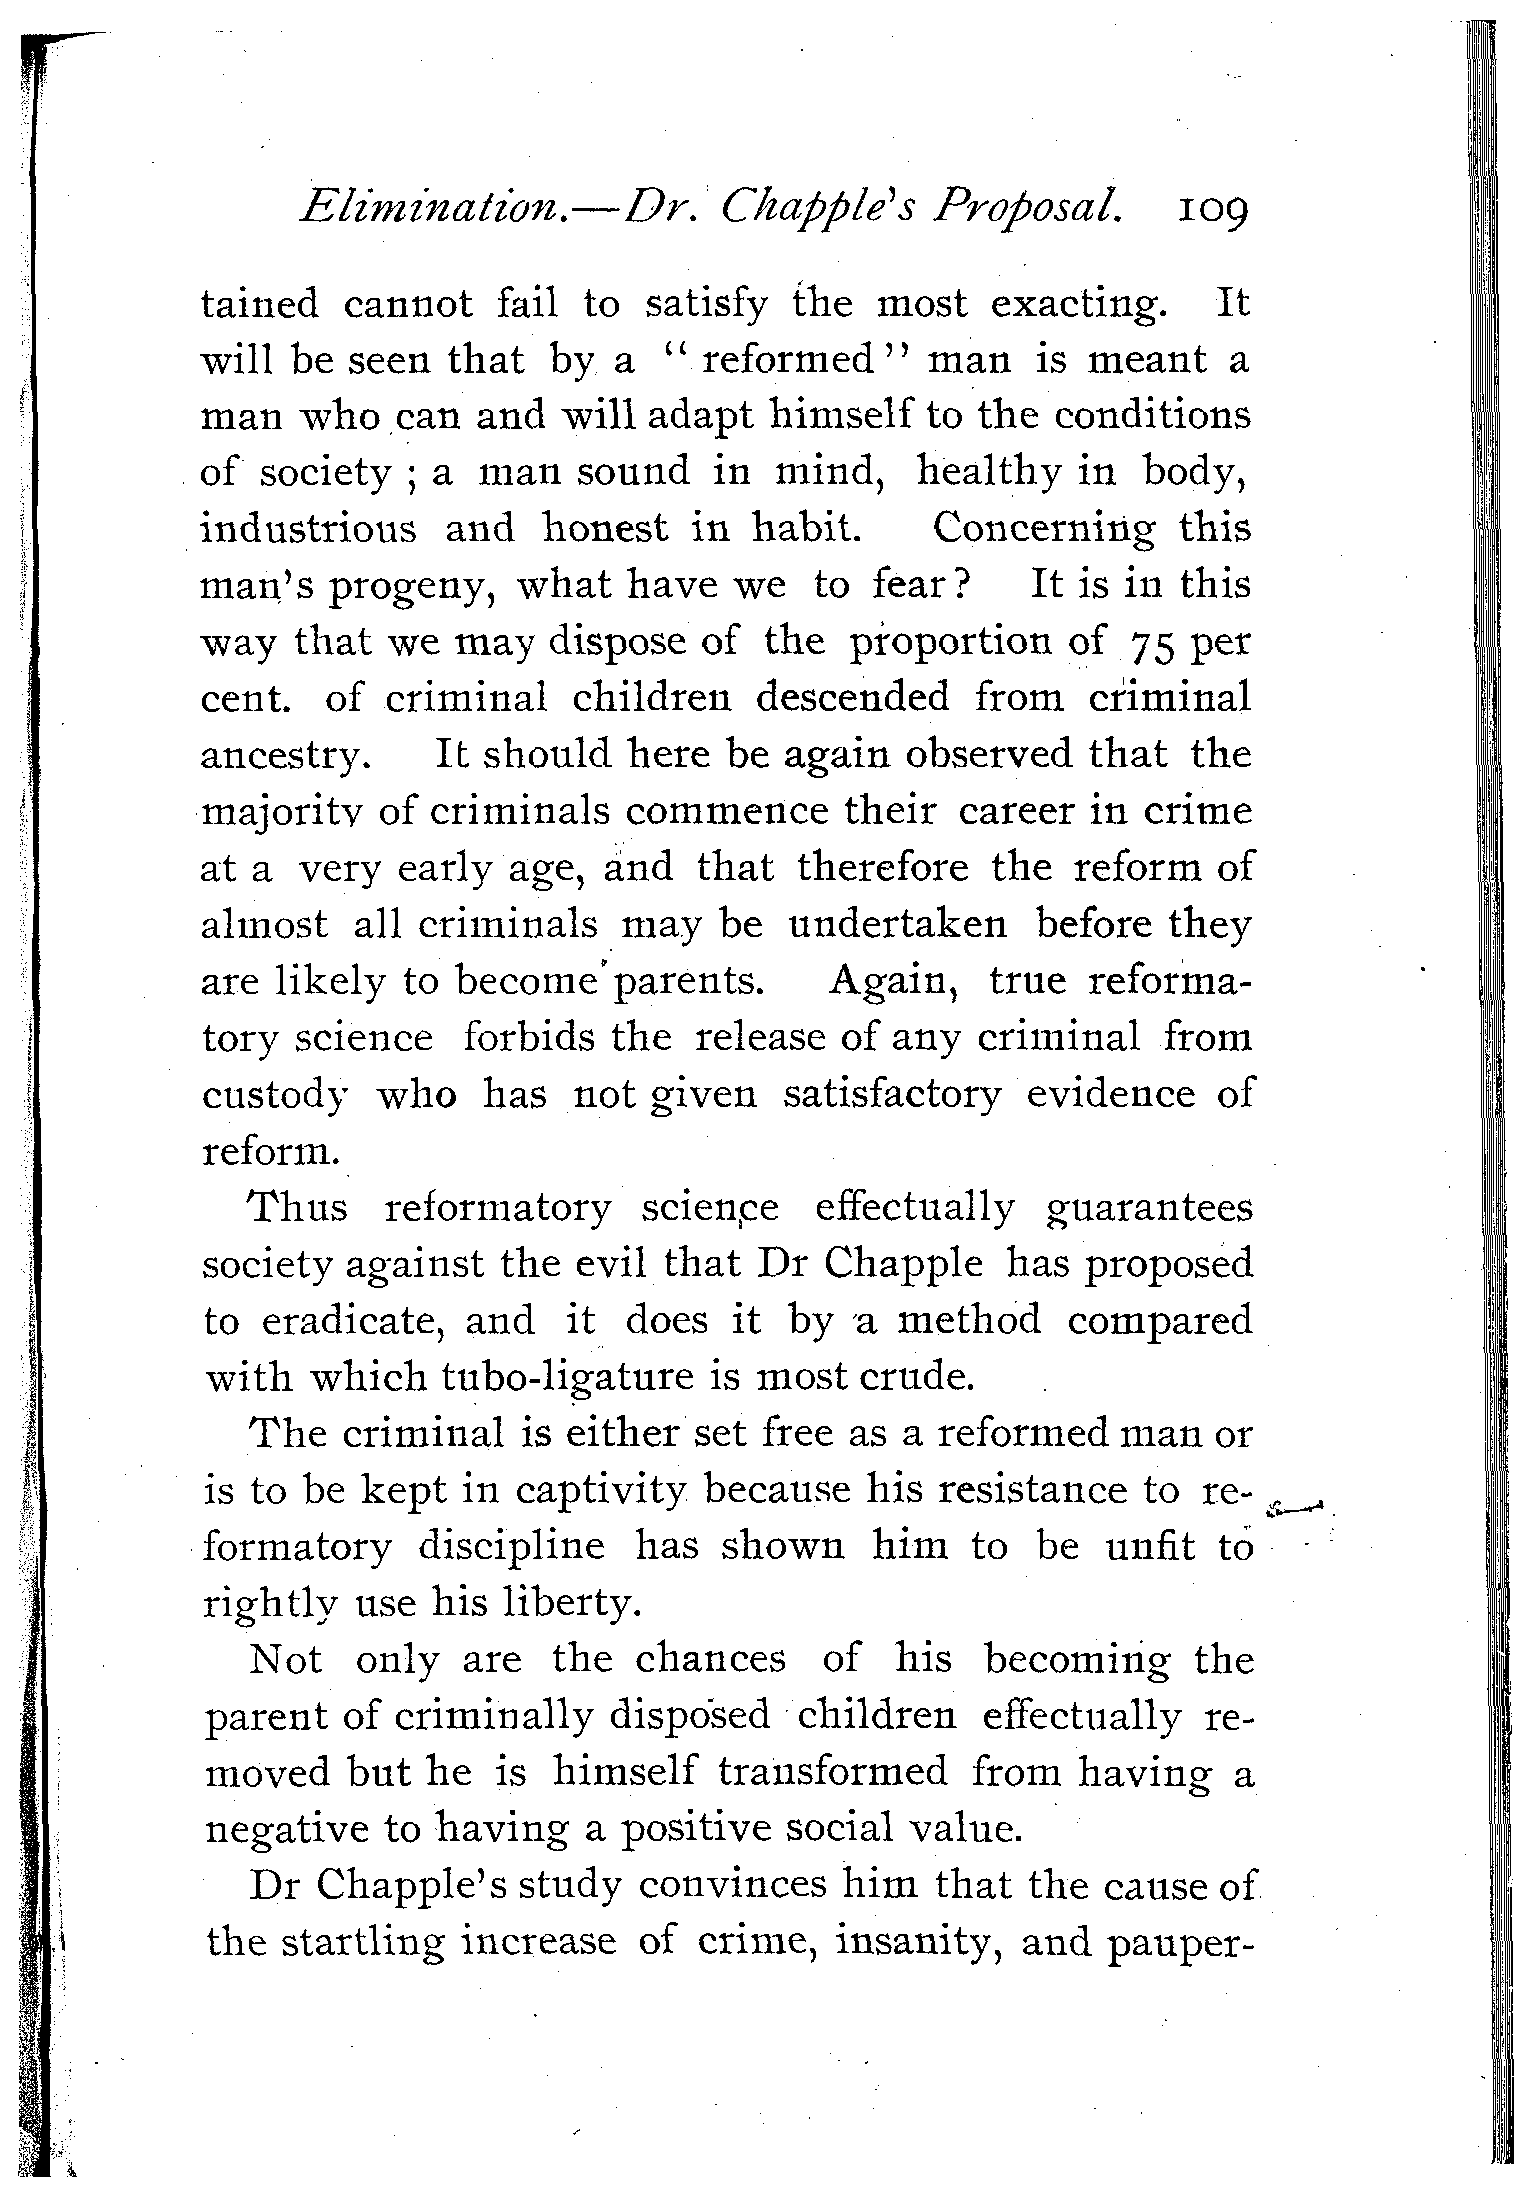 Elimination.—Dr. Chapple's Proposal. 109
tained cannot fail to satisfy the most exacting. It
will be seen that by a "reformed" man is meant a
man who can and will adapt himself to the conditions
of society ; a man sound in mind, healthy in body,
industrious and honest in habit. Concerning this
man's progeny, what have we to fear? It is in this
way that we may dispose of the proportion of 75 per
cent. of criminal children descended from criminal
ancestry. It should here be again observed that the
majority of criminals commence their career in crime
at a very early age, and that therefore the reform of
almost all criminals may be undertaken before they
are likely to become parents. Again, true reforma-
tory science forbids the release of any criminal from
custody who has not given satisfactory evidence of
reform.
Thus reformatory science effectually guarantees
society against the evil that Dr Chapple has proposed
to eradicate, and it does it by a method compared
with which tubo-ligature is most crude.
The criminal is either set free as a reformed man or
is to be kept in captivity because his resistance to re-
formatory discipline has shown him to be unfit to
rightly use his liberty.
Not only are the chances of his becoming the
parent of criminally disposed children effectually re-
moved but he is himself transformed from having a
negative to having a positive social value.
Dr Chapple's study convinces him that the cause of
the startling increase of crime, insanity, and pauper-